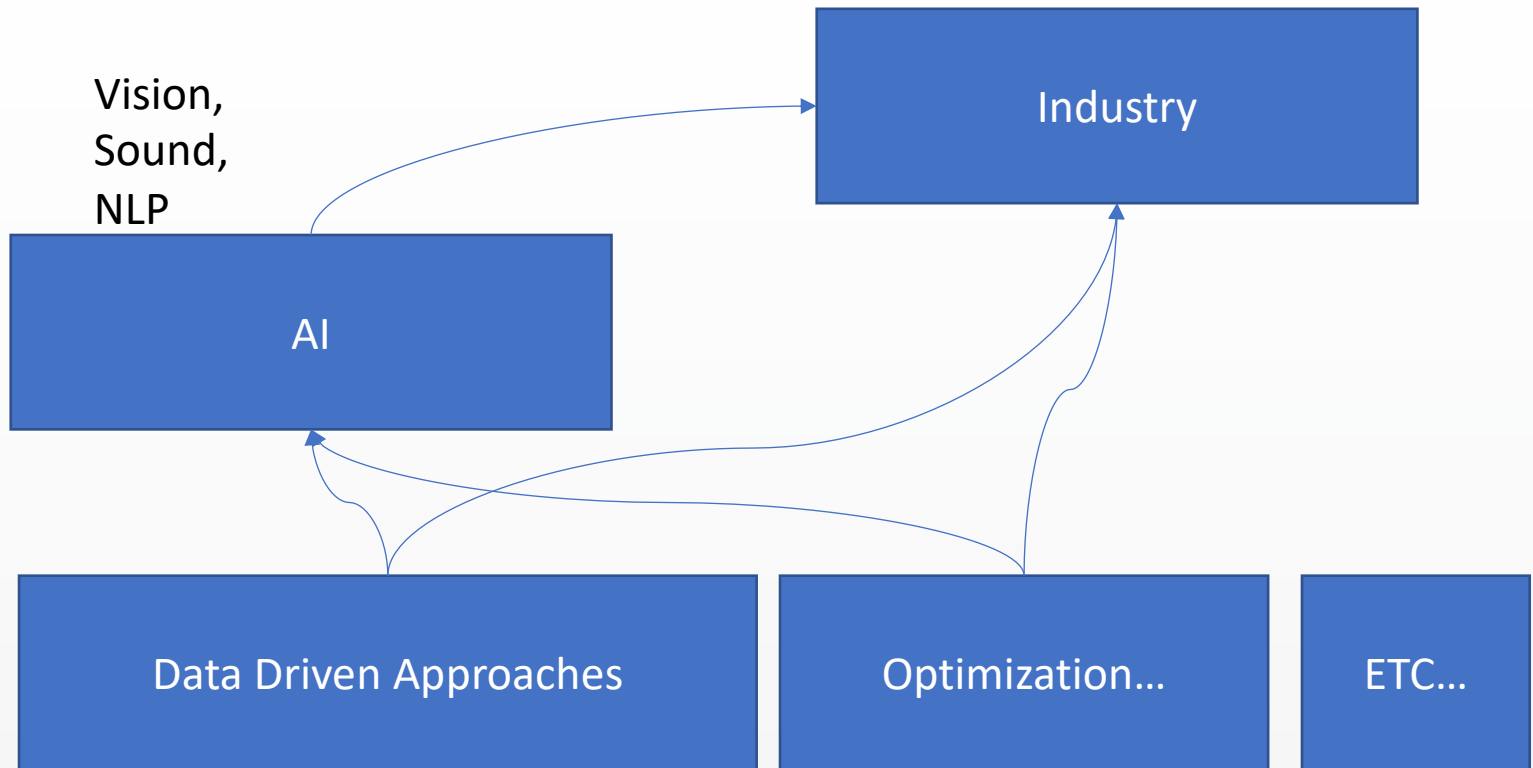 Vision,
Sound,
NLP
Industry
AI
Data Driven Approaches
Optimization…
ETC…